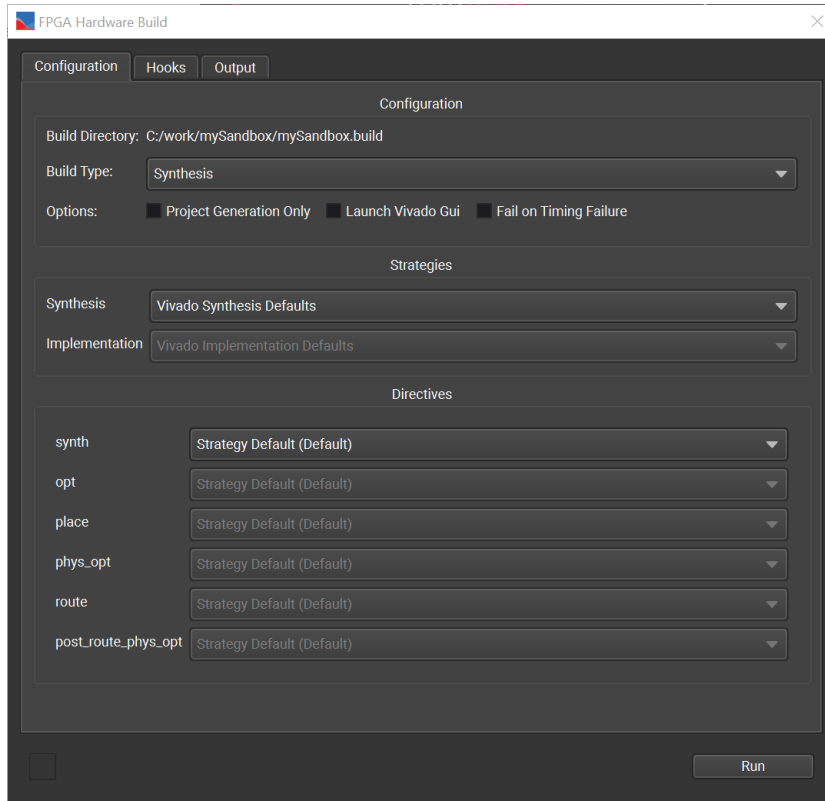 FPGA Hardware Build
Configuration Hooks Output
Configuration
Build Directory: C:/work/mySandbox/mySandbox.build
Build Type: Synthesis
Options: Project Generation Only Launch Vivado Gui Fail on Timing Failure
Strategies
Synthesis Vivado Synthesis Defaults
Implementation Vivado Implementation Defaults
Directives
synth Strategy Default (Default)
opt Strategy Default (Default)
place Strategy Default (Default)
phys_opt Strategy Default (Default)
route Strategy Default (Default)
post_route_phys_opt Strategy Default (Default)
Run